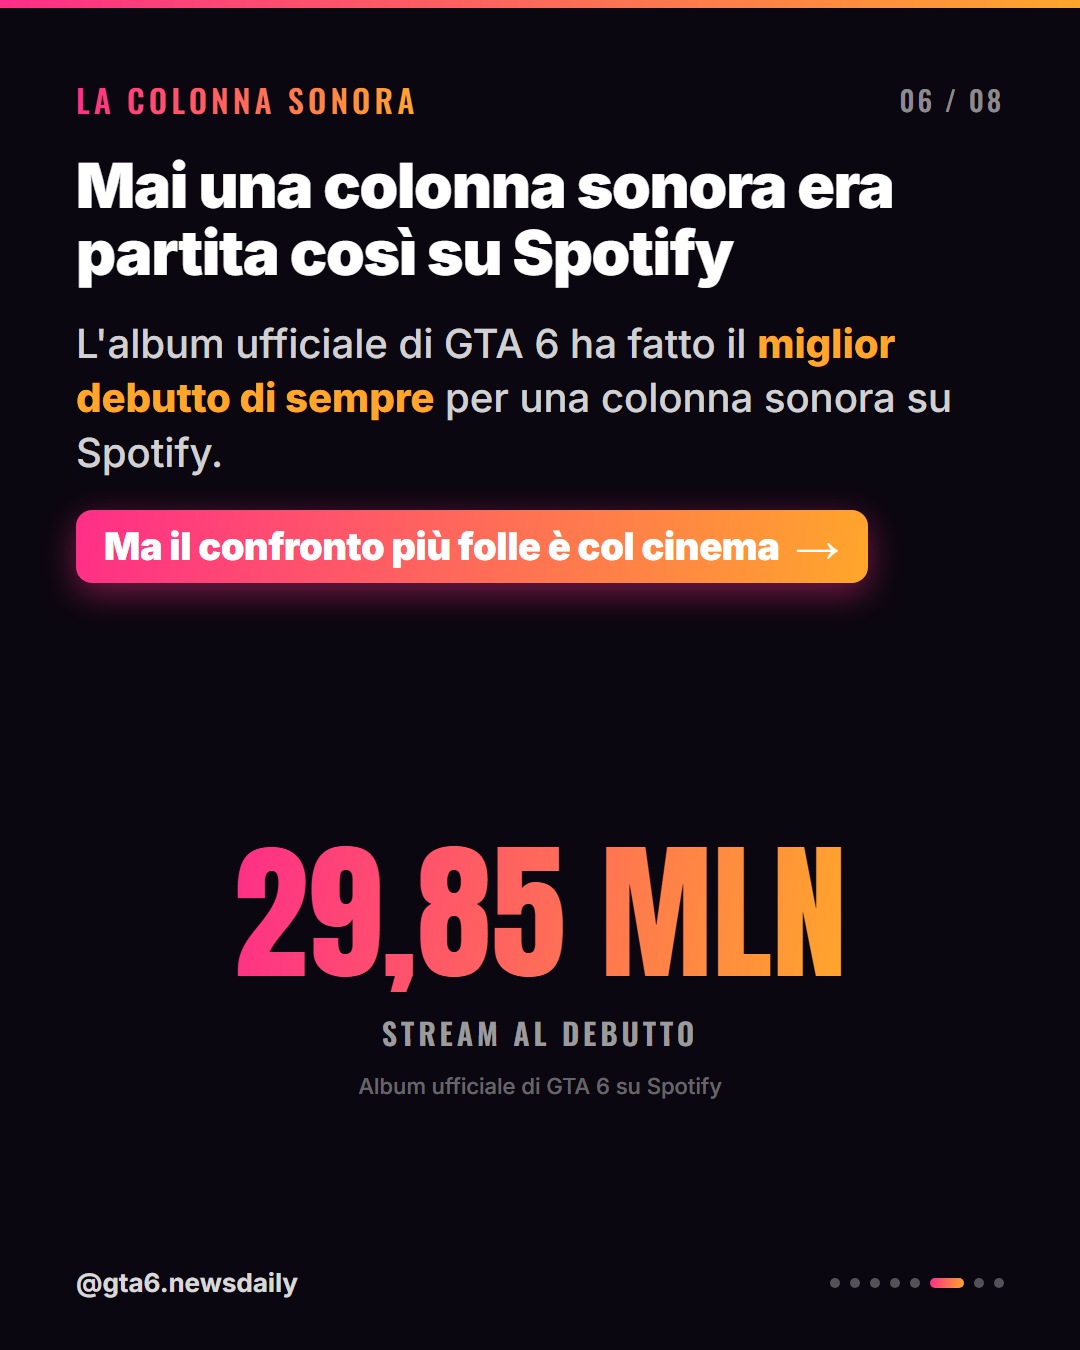 LA COLONNA SONORA
06 / 08
Mai una colonna sonora era
partita così su Spotify
L'album ufficiale di GTA 6 ha fatto il miglior
debutto di sempre per una colonna sonora su
Spotify.
Ma il confronto più folle è col cinema →
29,85 MLN
STREAM AL DEBUTTO
Album ufficiale di GTA 6 su Spotify
@gta6.newsdaily